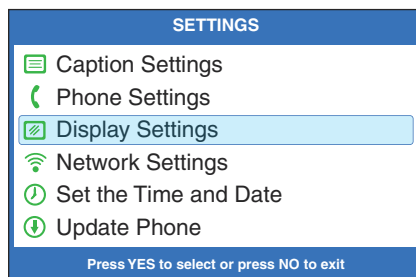 SETTINGS
Caption Settings
Phone Settings
Display Settings
Network Settings
Set the Time and Date
Update Phone
Press YES to select or press NO to exit